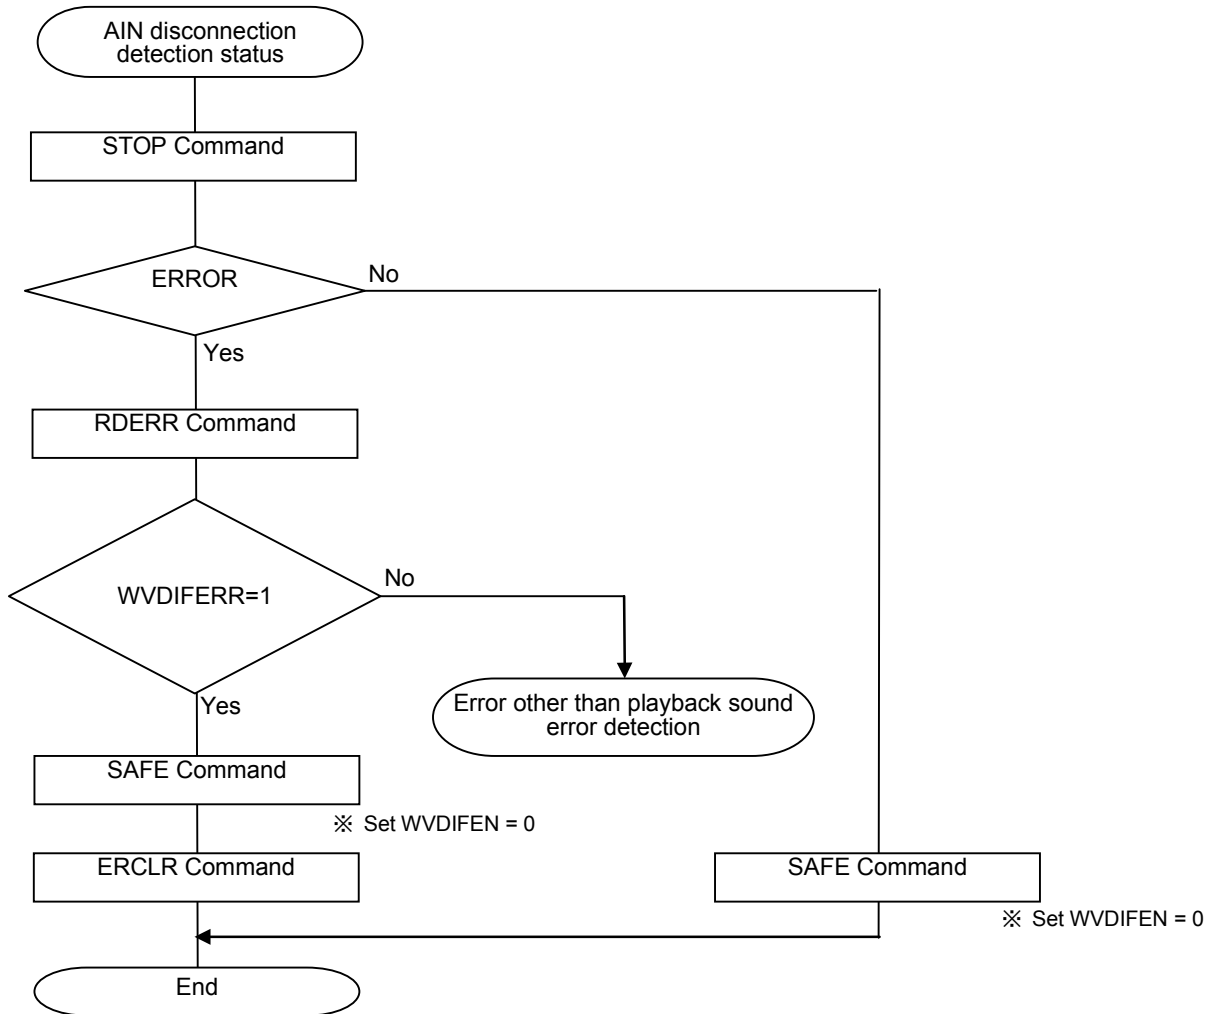 AIN disconnection
detection status
STOP Command
ERROR
No
Yes
RDERR Command
WVDIFERR=1
No
Yes
Error other than playback sound
error detection
SAFE Command
※ Set WVDIFEN = 0
ERCLR Command
SAFE Command
※ Set WVDIFEN = 0
End